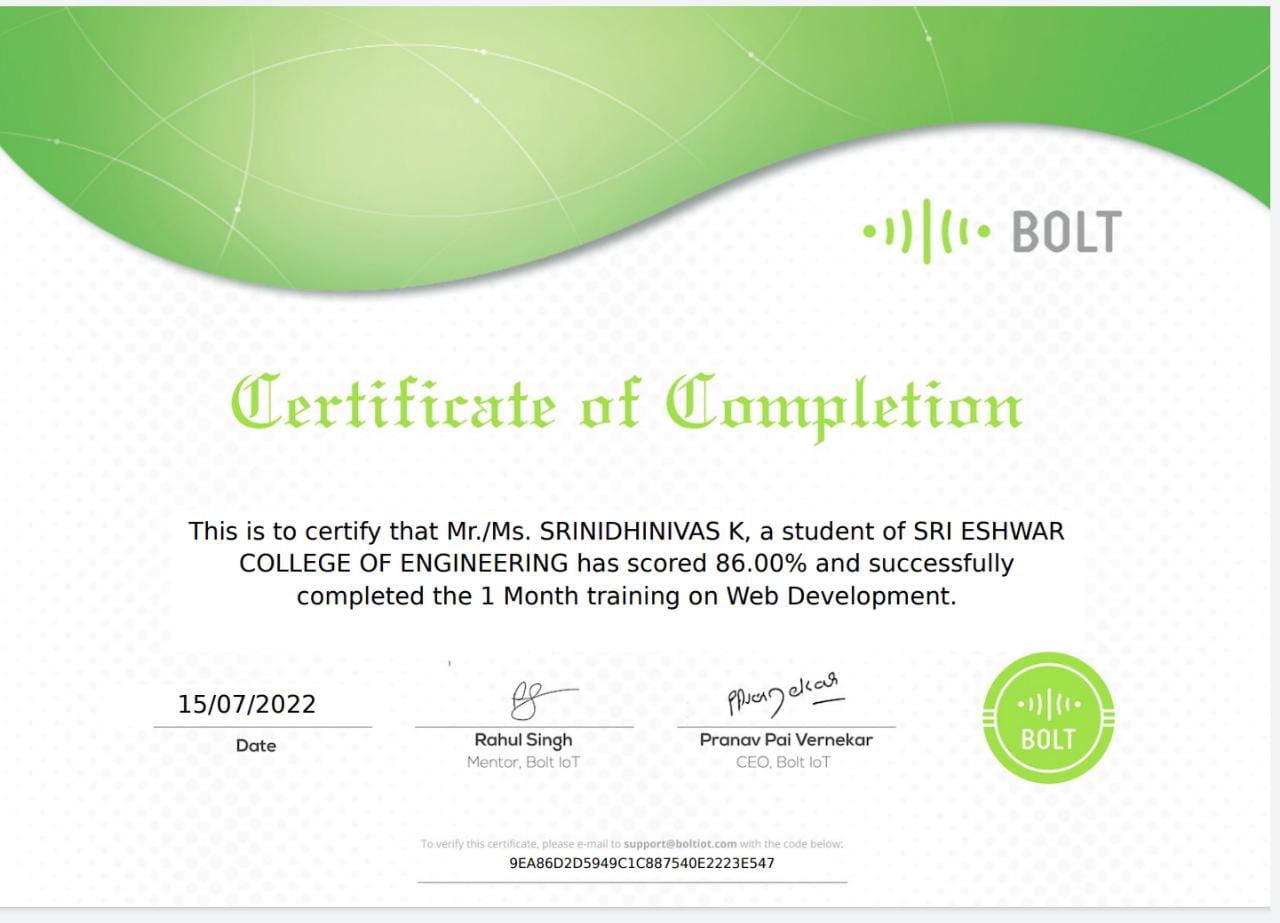 BOLT
Certificate of Completion
This is to certify that Mr./Ms. SRINIDHINIVAS K, a student of SRI ESHWAR
COLLEGE OF ENGINEERING has scored 86.00% and successfully
completed the 1 Month training on Web Development.
15/07/2022
Date
Rahul Singh
Mentor, Bolt IoT
PPVernekar
Pranav Pai Vernekar
CEO, Bolt IoT
BOLT
To verify this certificate, please e-mail to support@boltiot.com with the code below:
9EA86D2D5949C1C887540E2223E547